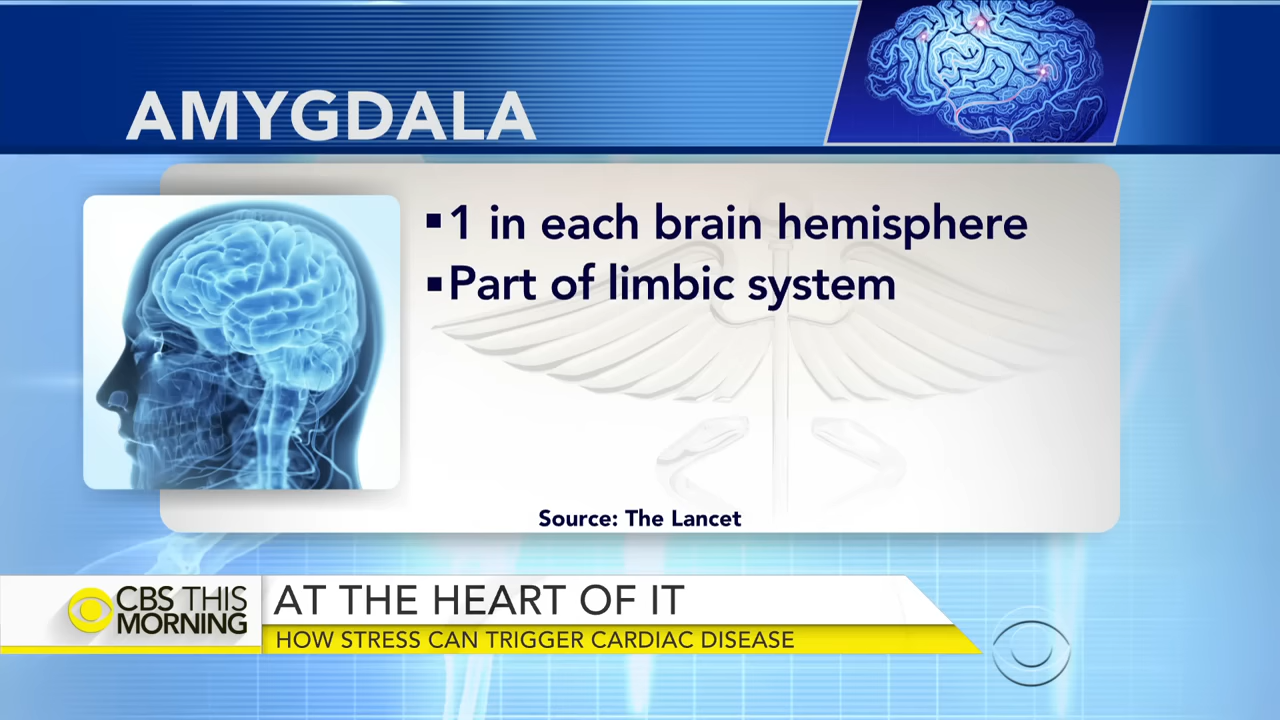 AMYGDALA
▪1 in each brain hemisphere
▪Part of limbic system
Source: The Lancet
CBS THIS
MORNING
AT THE HEART OF IT
HOW STRESS CAN TRIGGER CARDIAC DISEASE